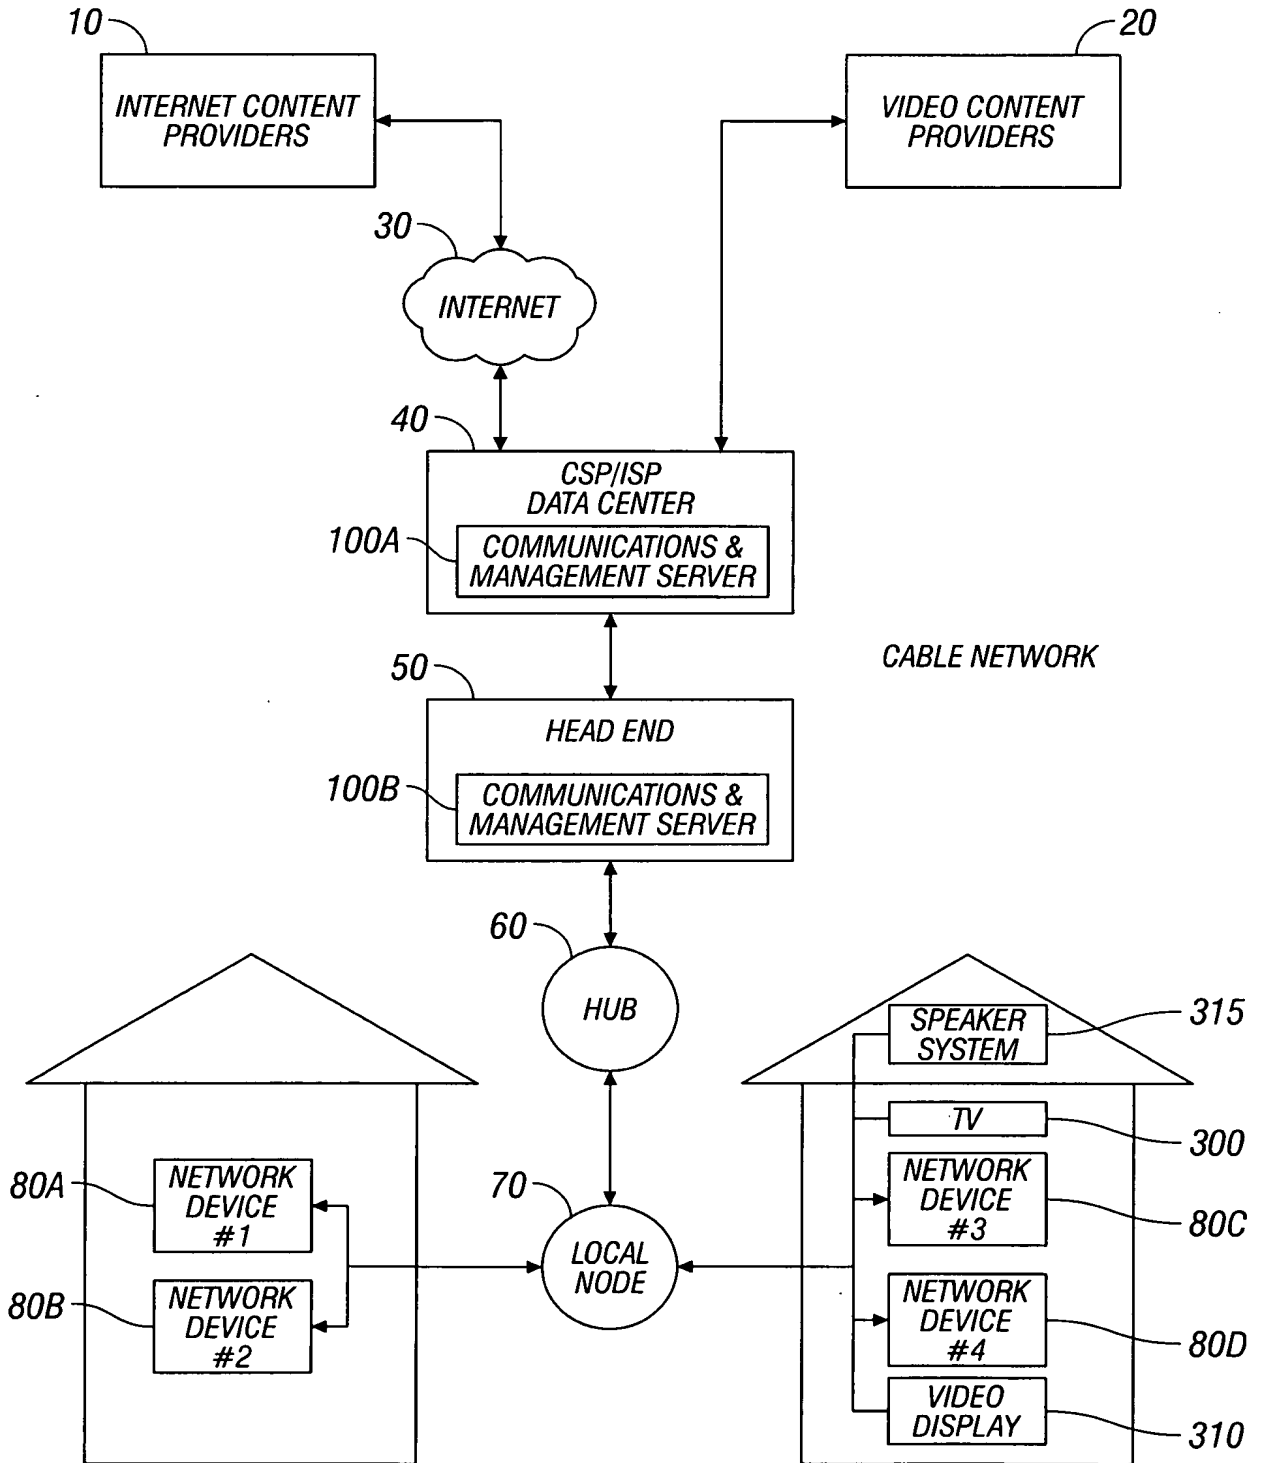 10
20
INTERNET CONTENT
PROVIDERS
VIDEO CONTENT
PROVIDERS
30
INTERNET
40
CSP/ISP
DATA CENTER
100A
COMMUNICATIONS &
MANAGEMENT SERVER
CABLE NETWORK
50
HEAD END
100B
COMMUNICATIONS &
MANAGEMENT SERVER
60
HUB
SPEAKER
SYSTEM
315
TV
300
80A
NETWORK
DEVICE
#1
70
LOCAL
NODE
NETWORK
DEVICE
#3
80C
80B
NETWORK
DEVICE
#2
NETWORK
DEVICE
#4
80D
VIDEO
DISPLAY
310